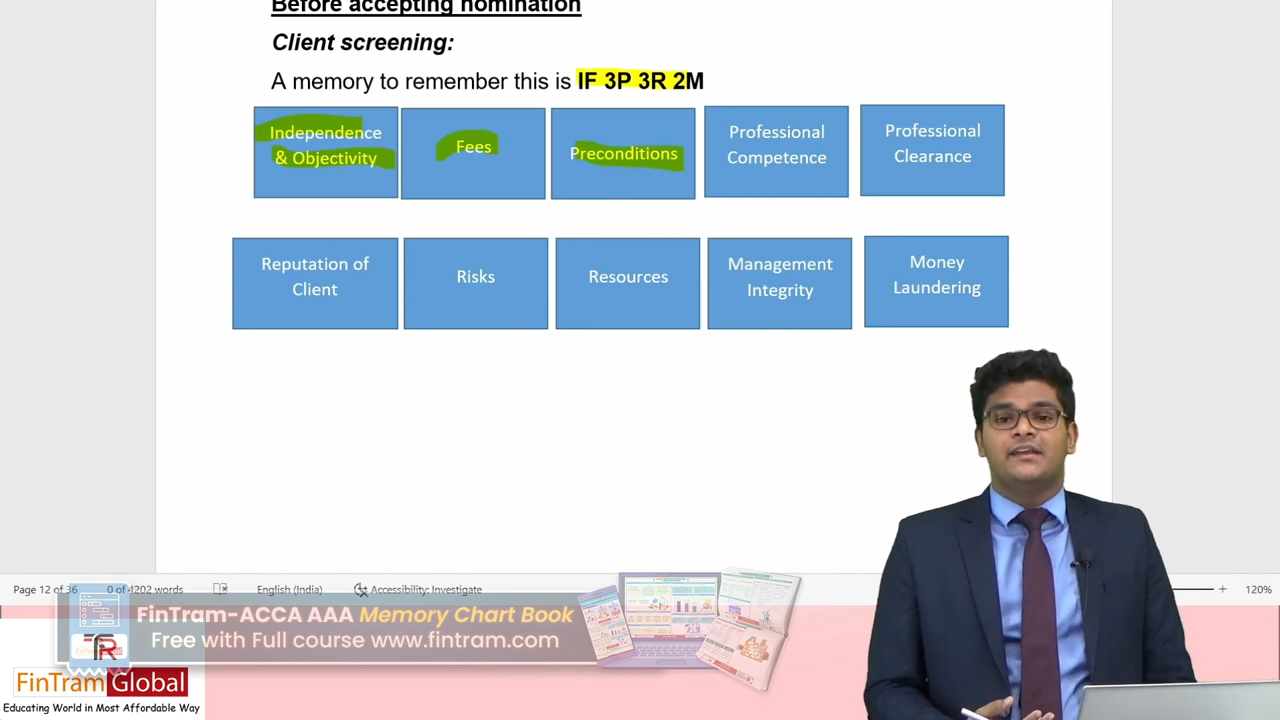 Before accepting nomination
Client screening:
A memory to remember this is IF 3P 3R 2M
Independence
& Objectivity
Fees
Preconditions
Professional
Competence
Professional
Clearance
Reputation of
Client
Risks
Resources
Management
Integrity
Money
Laundering
Page 12 of 36
0 of 4202 words
English (India)
Accessibility: Investigate
120%
FinTram-ACCA AAA Memory Chart Book
Free with Full course www.fintram.com
FinTram Global
Educating World in Most Affordable Way